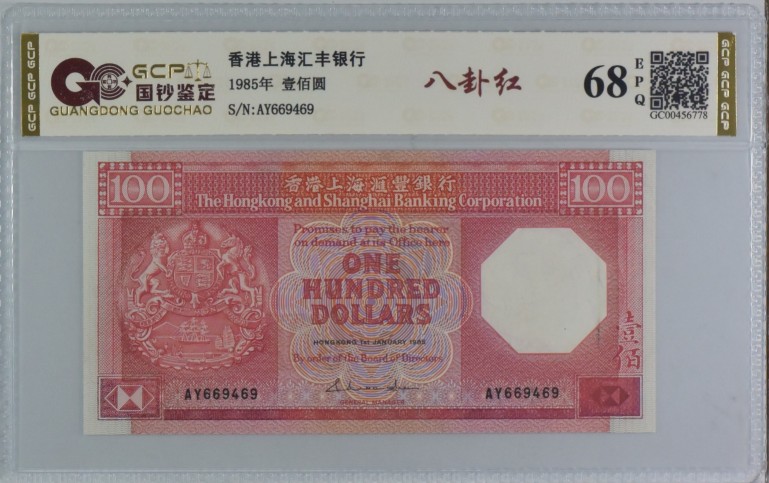 GCP
国钞鉴定
GUANGDONG GUOCHAO
香港上海汇丰银行
1985年 壹佰圆
S/N:AY669469
八卦红
68
EPQ
GC00456778
GCP GCP GCP
GCP GCP GCP
100
香港上海滙豐銀行
100
The Hongkong and Shanghai Banking Corporation
Promises to pay the bearer
on demand at its Office here
ONE
HUNDRED
DOLLARS
HONGKONG 1st JANUARY 1985
By order of the Board of Directors
壹佰
AY669469
GENERAL MANAGER
AY669469